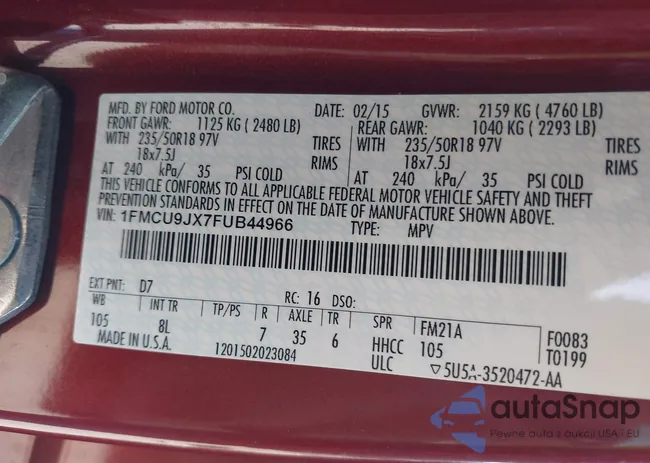 MFD. BY FORD MOTOR CO. DATE: 02/15 GVWR: 2159 KG ( 4760 LB)
FRONT GAWR: 1125 KG ( 2480 LB) REAR GAWR: 1040 KG ( 2293 LB)
WITH 235/50R18 97V TIRES WITH 235/50R18 97V TIRES
18x7.5J RIMS 18x7.5J RIMS
AT 240 kPa/ 35 PSI COLD AT 240 kPa/ 35 PSI COLD
THIS VEHICLE CONFORMS TO ALL APPLICABLE FEDERAL MOTOR VEHICLE SAFETY AND THEFT
PREVENTION STANDARDS IN EFFECT ON THE DATE OF MANUFACTURE SHOWN ABOVE.
VIN: 1FMCU9JX7FUB44966 TYPE: MPV
EXT PNT: D7 RC: 16 DSO:
WB INT TR TP/PS R AXLE TR SPR FM21A F0083
105 8L 7 35 6 HHCC 105 T0199
MADE IN U.S.A. 1201502023084 ULC ▽5U5A-3520472-AA
autaSnap
Pewne auta z aukcji USA - EU